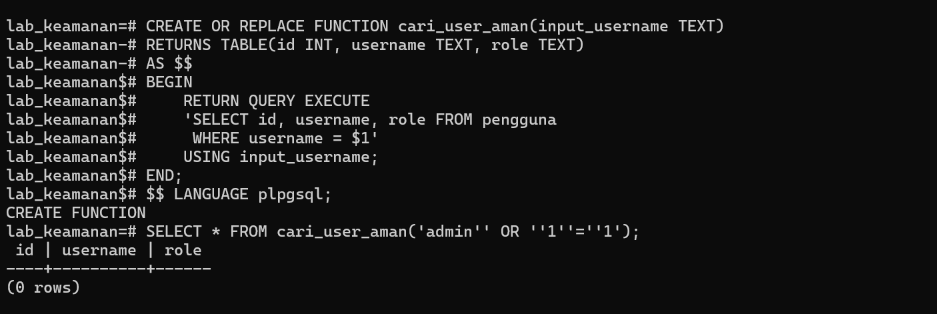 lab_keamanan=# CREATE OR REPLACE FUNCTION cari_user_aman(input_username TEXT)
lab_keamanan-# RETURNS TABLE(id INT, username TEXT, role TEXT)
lab_keamanan-# AS $$
lab_keamanan$# BEGIN
lab_keamanan$#     RETURN QUERY EXECUTE
lab_keamanan$#     'SELECT id, username, role FROM pengguna
lab_keamanan$#      WHERE username = $1'
lab_keamanan$#     USING input_username;
lab_keamanan$# END;
lab_keamanan$# $$ LANGUAGE plpgsql;
CREATE FUNCTION
lab_keamanan=# SELECT * FROM cari_user_aman('admin'' OR ''1''=''1');
 id | username | role
----+----------+------
(0 rows)